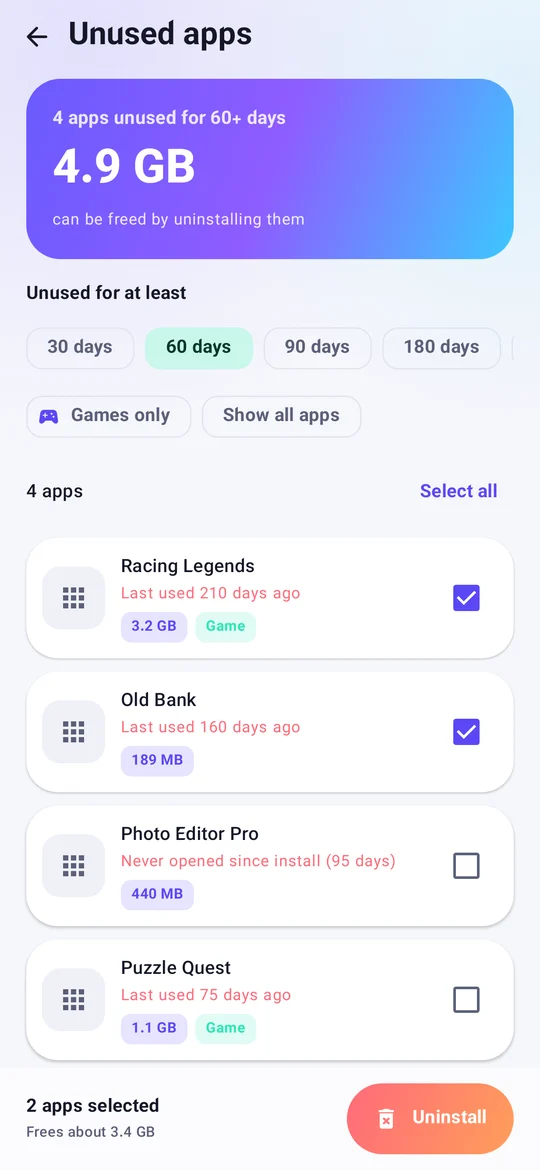 Unused apps
4 apps unused for 60+ days
4.9 GB
can be freed by uninstalling them
Unused for at least
30 days
60 days
90 days
180 days
Games only
Show all apps
4 apps
Select all
Racing Legends
Last used 210 days ago
3.2 GB
Game
Old Bank
Last used 160 days ago
189 MB
Photo Editor Pro
Never opened since install (95 days)
440 MB
Puzzle Quest
Last used 75 days ago
1.1 GB
Game
2 apps selected
Frees about 3.4 GB
Uninstall